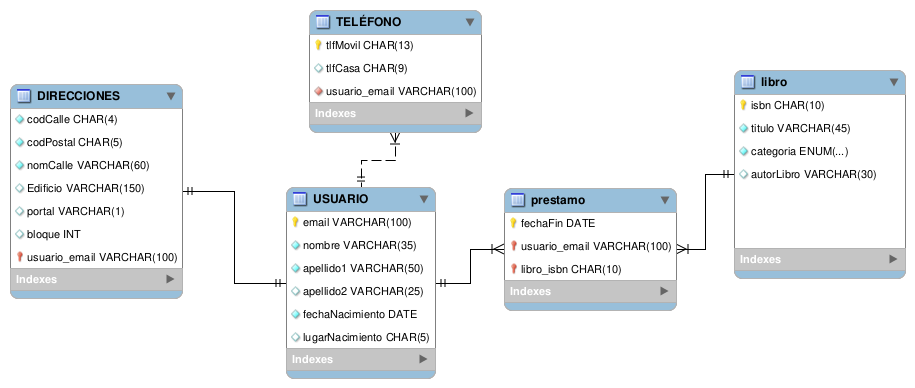 TELÉFONO
tlfMovil CHAR(13)
tlfCasa CHAR(9)
usuario_email VARCHAR(100)
Indexes
DIRECCIONES
codCalle CHAR(4)
codPostal CHAR(5)
nomCalle VARCHAR(60)
Edificio VARCHAR(150)
portal VARCHAR(1)
bloque INT
usuario_email VARCHAR(100)
Indexes
USUARIO
email VARCHAR(100)
nombre VARCHAR(35)
apellido1 VARCHAR(50)
apellido2 VARCHAR(25)
fechaNacimiento DATE
lugarNacimiento CHAR(5)
Indexes
prestamo
fechaFin DATE
usuario_email VARCHAR(100)
libro_isbn CHAR(10)
Indexes
libro
isbn CHAR(10)
titulo VARCHAR(45)
categoria ENUM(...)
autorLibro VARCHAR(30)
Indexes